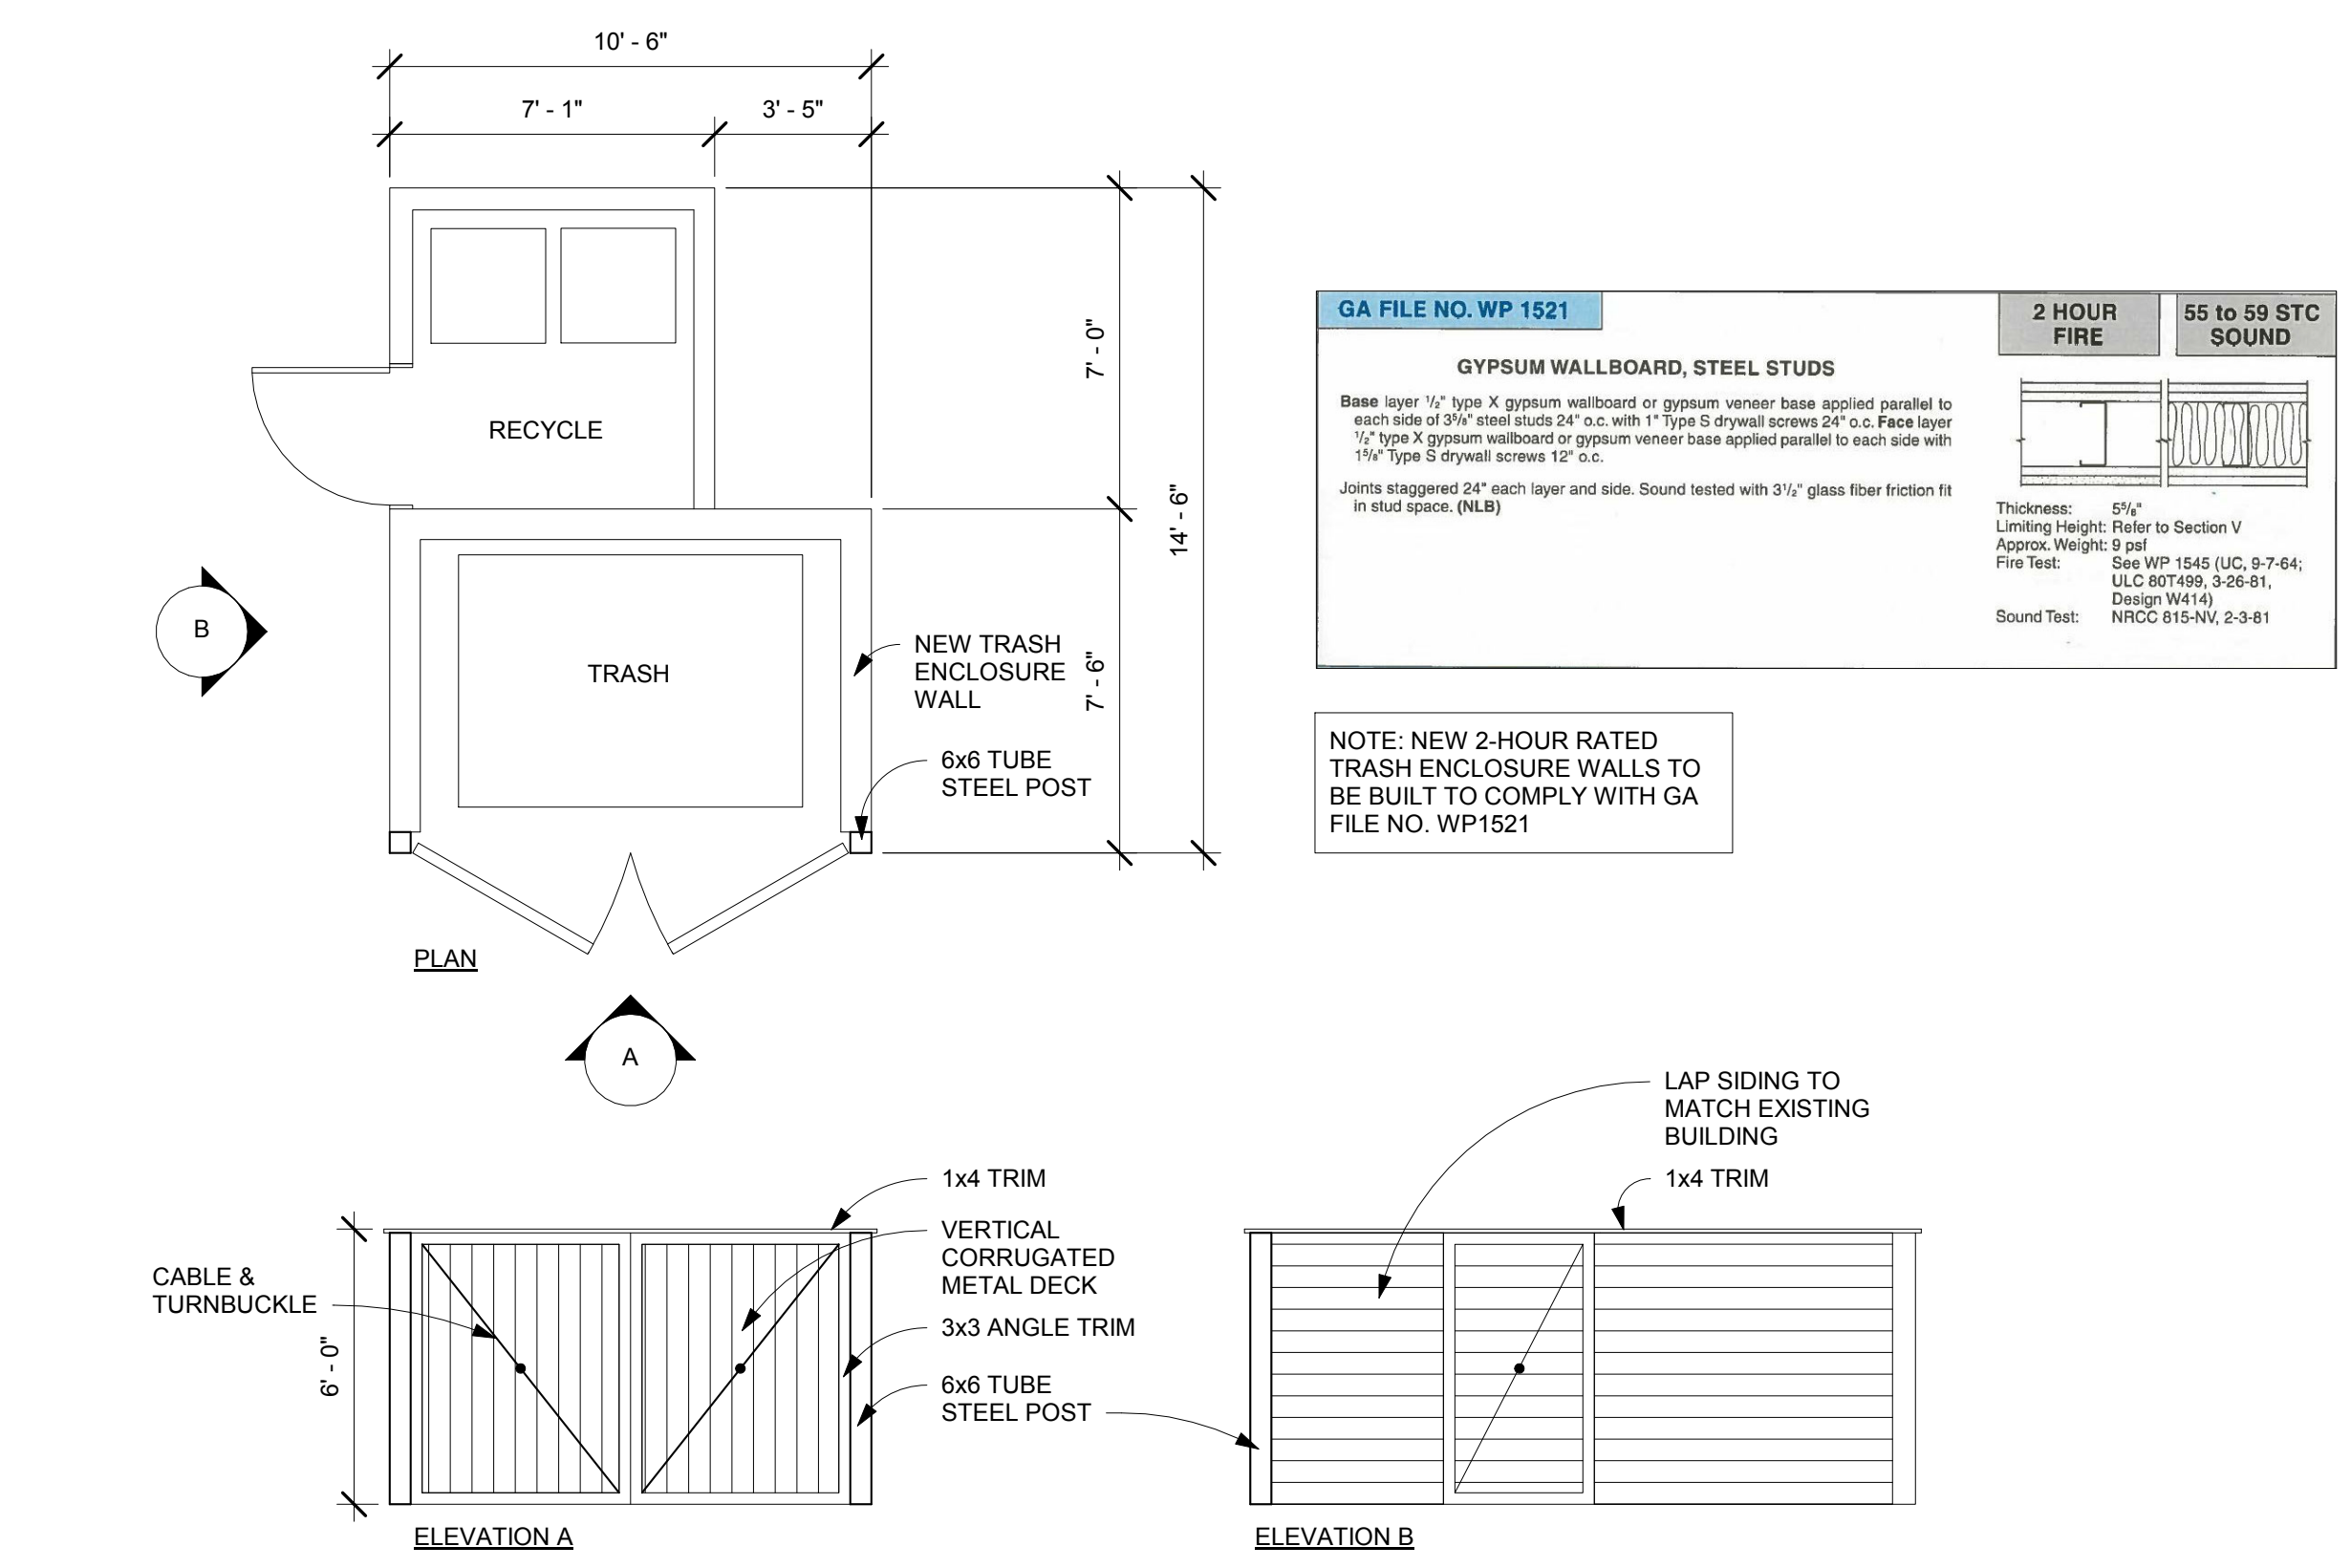 10' - 6"
7' - 1"
3' - 5"
7' - 0"
14' - 6"
7' - 6"
RECYCLE
TRASH
B
NEW TRASH
ENCLOSURE
WALL
6x6 TUBE
STEEL POST
PLAN
A
GA FILE NO. WP 1521
2 HOUR
FIRE
55 to 59 STC
SOUND
GYPSUM WALLBOARD, STEEL STUDS
Base layer 1/2" type X gypsum wallboard or gypsum veneer base applied parallel to
each side of 35/8" steel studs 24" o.c. with 1" Type S drywall screws 24" o.c. Face layer
1/2" type X gypsum wallboard or gypsum veneer base applied parallel to each side with
15/8" Type S drywall screws 12" o.c.
Joints staggered 24" each layer and side. Sound tested with 31/2" glass fiber friction fit
in stud space. (NLB)
Thickness: 55/8"
Limiting Height: Refer to Section V
Approx. Weight: 9 psf
Fire Test: See WP 1545 (UC, 9-7-64;
ULC 80T499, 3-26-81,
Design W414)
Sound Test: NRCC 815-NV, 2-3-81
NOTE: NEW 2-HOUR RATED
TRASH ENCLOSURE WALLS TO
BE BUILT TO COMPLY WITH GA
FILE NO. WP1521
CABLE &
TURNBUCKLE
6' - 0"
1x4 TRIM
VERTICAL
CORRUGATED
METAL DECK
3x3 ANGLE TRIM
6x6 TUBE
STEEL POST
ELEVATION A
LAP SIDING TO
MATCH EXISTING
BUILDING
1x4 TRIM
ELEVATION B